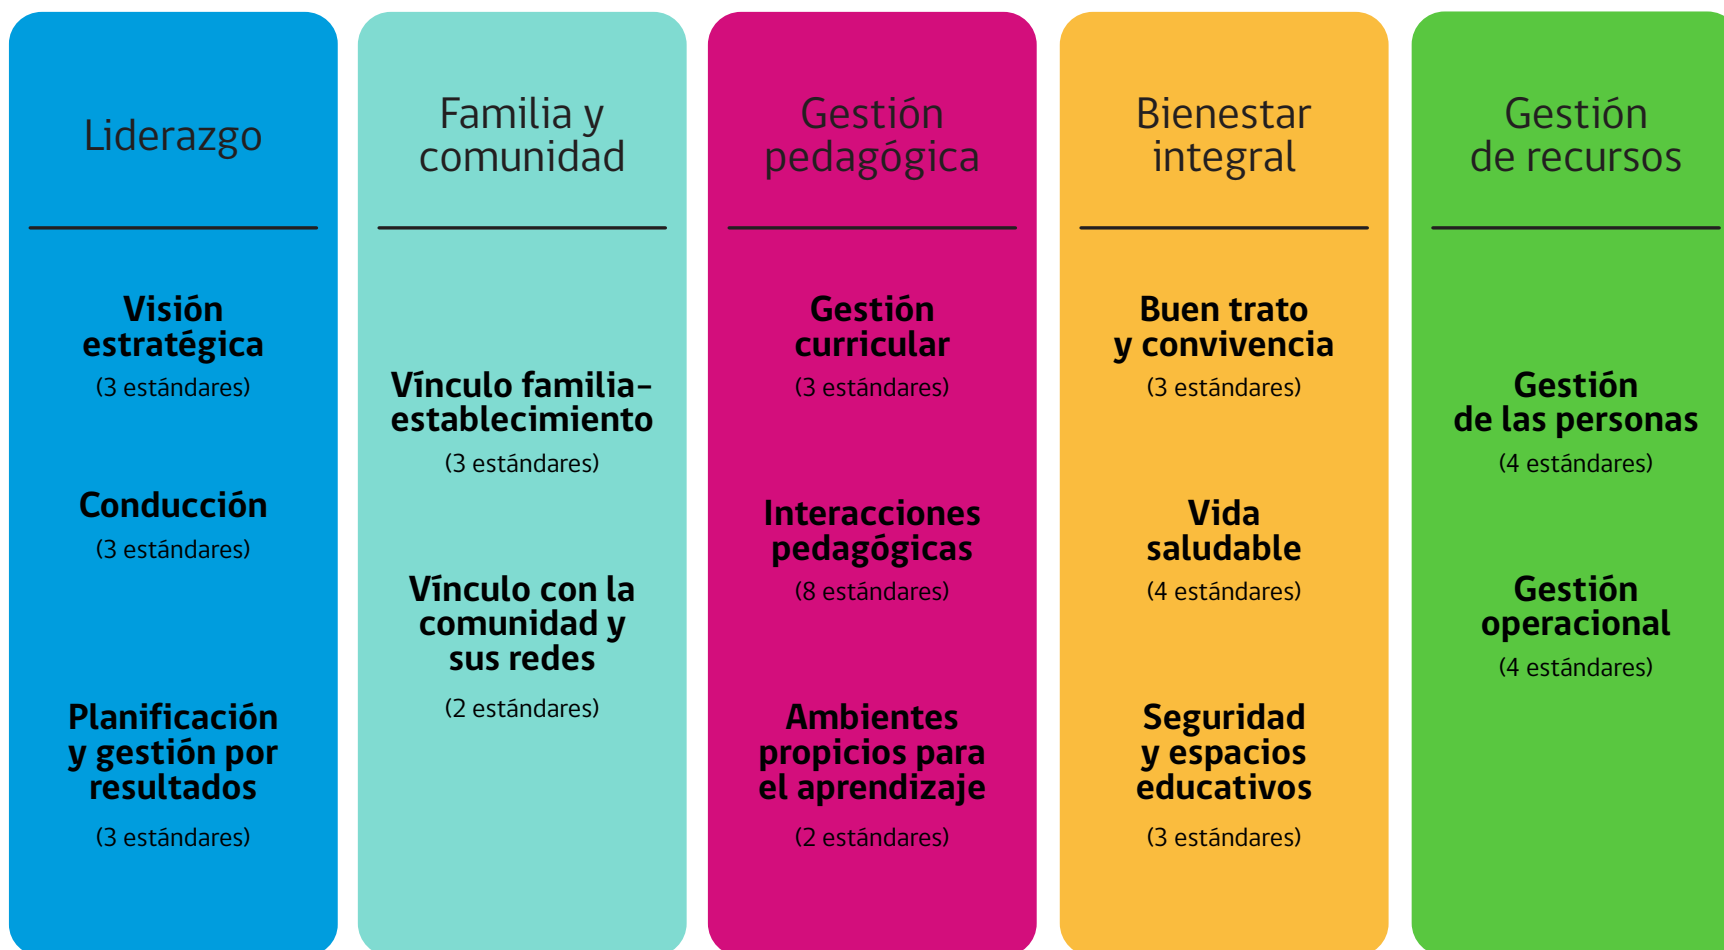 Liderazgo
Visión
estratégica
(3 estándares)
Conducción
(3 estándares)
Planificación
y gestión por
resultados
(3 estándares)
Familia y
comunidad
Vínculo familia–
establecimiento
(3 estándares)
Vínculo con la
comunidad y
sus redes
(2 estándares)
Gestión
pedagógica
Gestión
curricular
(3 estándares)
Interacciones
pedagógicas
(8 estándares)
Ambientes
propicios para
el aprendizaje
(2 estándares)
Bienestar
integral
Buen trato
y convivencia
(3 estándares)
Vida
saludable
(4 estándares)
Seguridad
y espacios
educativos
(3 estándares)
Gestión
de recursos
Gestión
de las personas
(4 estándares)
Gestión
operacional
(4 estándares)